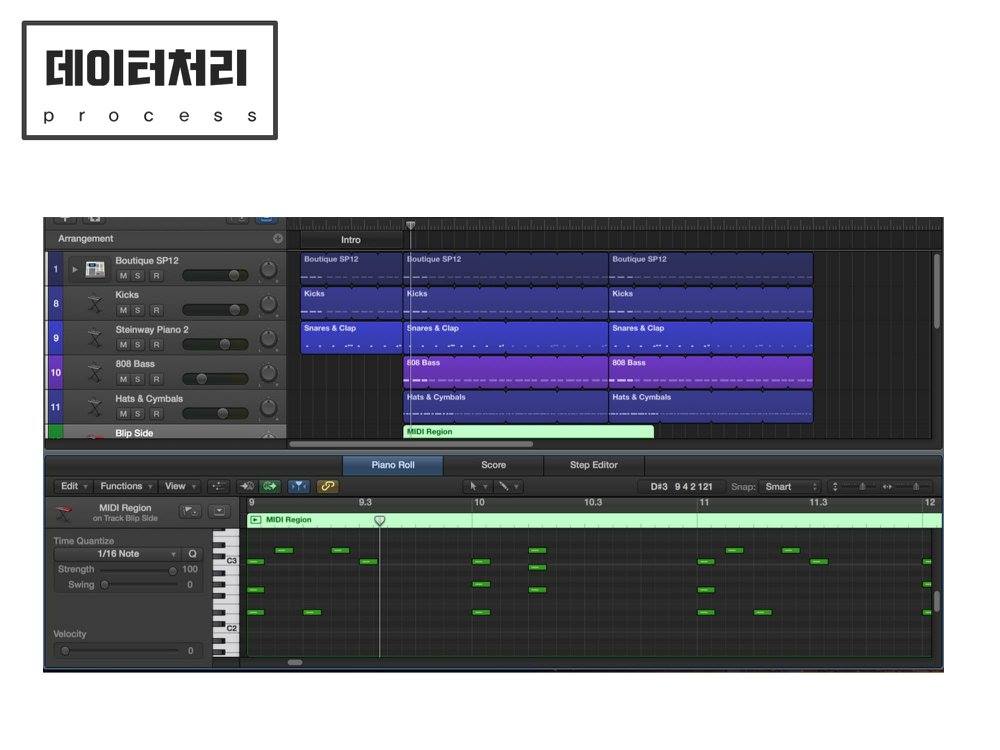 데이터처리
process
Arrangement
Intro
1 Boutique SP12 Boutique SP12 Boutique SP12 Boutique SP12
M S R
8 Kicks Kicks Kicks Kicks
M S R
9 Steinway Piano 2 Snares & Clap Snares & Clap Snares & Clap
M S R
10 808 Bass 808 Bass 808 Bass
M S R
11 Hats & Cymbals Hats & Cymbals Hats & Cymbals
M S R
Blip Side MIDI Region
Piano Roll Score Step Editor
Edit Functions View D#3 9 4 2 121 Snap: Smart
9 9.3 10 10.3 11 11.3 12
MIDI Region
on Track Blip Side
MIDI Region
Time Quantize
1/16 Note Q
Strength 100
Swing 0
C3
C2
Velocity
0